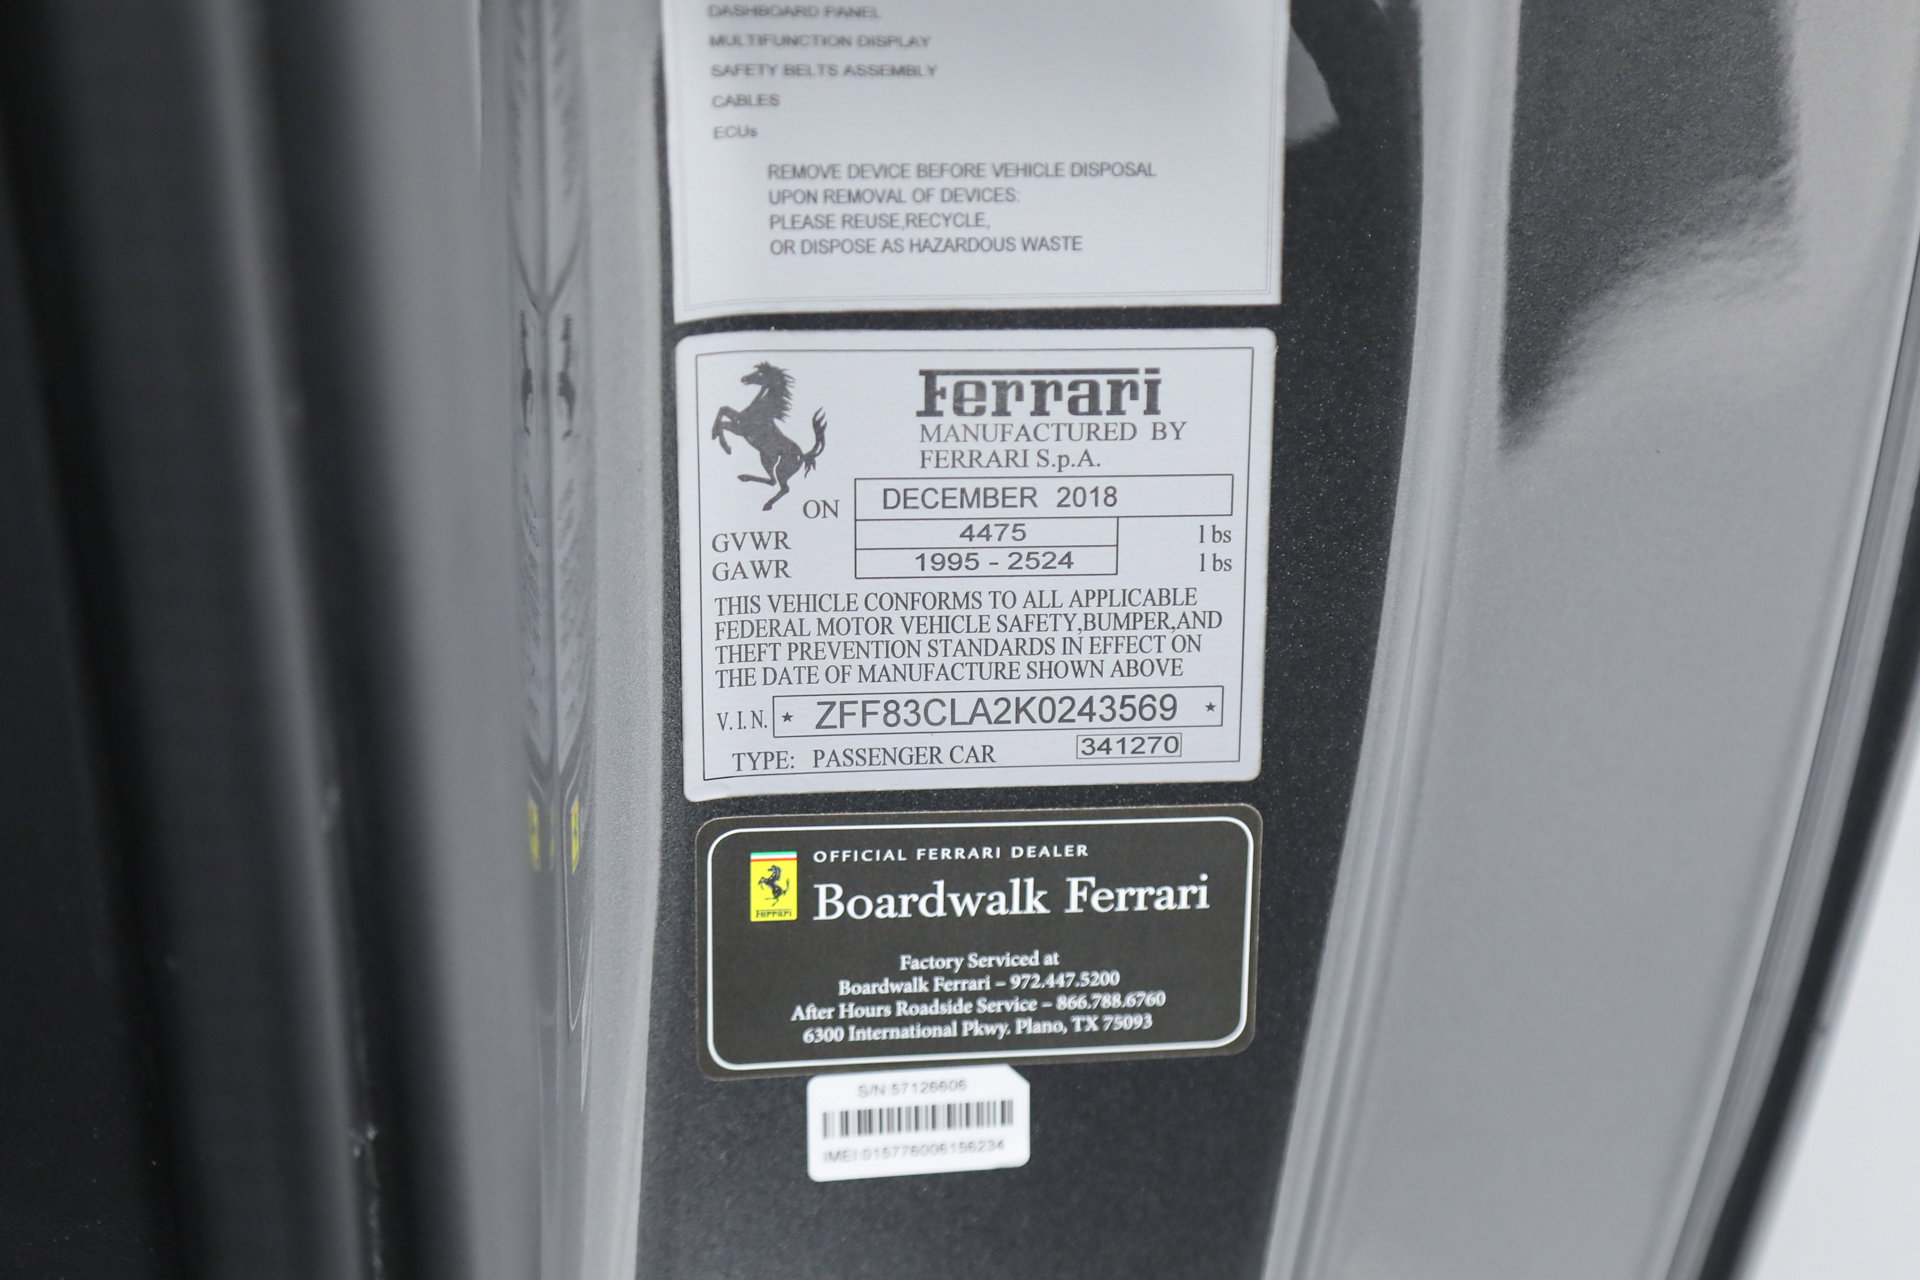 DASHBOARD PANEL
MULTIFUNCTION DISPLAY
SAFETY BELTS ASSEMBLY
CABLES
ECUs
REMOVE DEVICE BEFORE VEHICLE DISPOSAL
UPON REMOVAL OF DEVICES:
PLEASE REUSE,RECYCLE,
OR DISPOSE AS HAZARDOUS WASTE
Ferrari
MANUFACTURED BY
FERRARI S.p.A.
ON DECEMBER 2018
GVWR 4475 lbs
GAWR 1995 - 2524 lbs
THIS VEHICLE CONFORMS TO ALL APPLICABLE
FEDERAL MOTOR VEHICLE SAFETY,BUMPER,AND
THEFT PREVENTION STANDARDS IN EFFECT ON
THE DATE OF MANUFACTURE SHOWN ABOVE
V.I.N. ★ ZFF83CLA2K0243569 ★
TYPE: PASSENGER CAR 341270
OFFICIAL FERRARI DEALER
Ferrari
Boardwalk Ferrari
Factory Serviced at
Boardwalk Ferrari – 972.447.5200
After Hours Roadside Service – 866.788.6760
6300 International Pkwy. Plano, TX 75093
S/N:57126606
IMEI:015776006156234